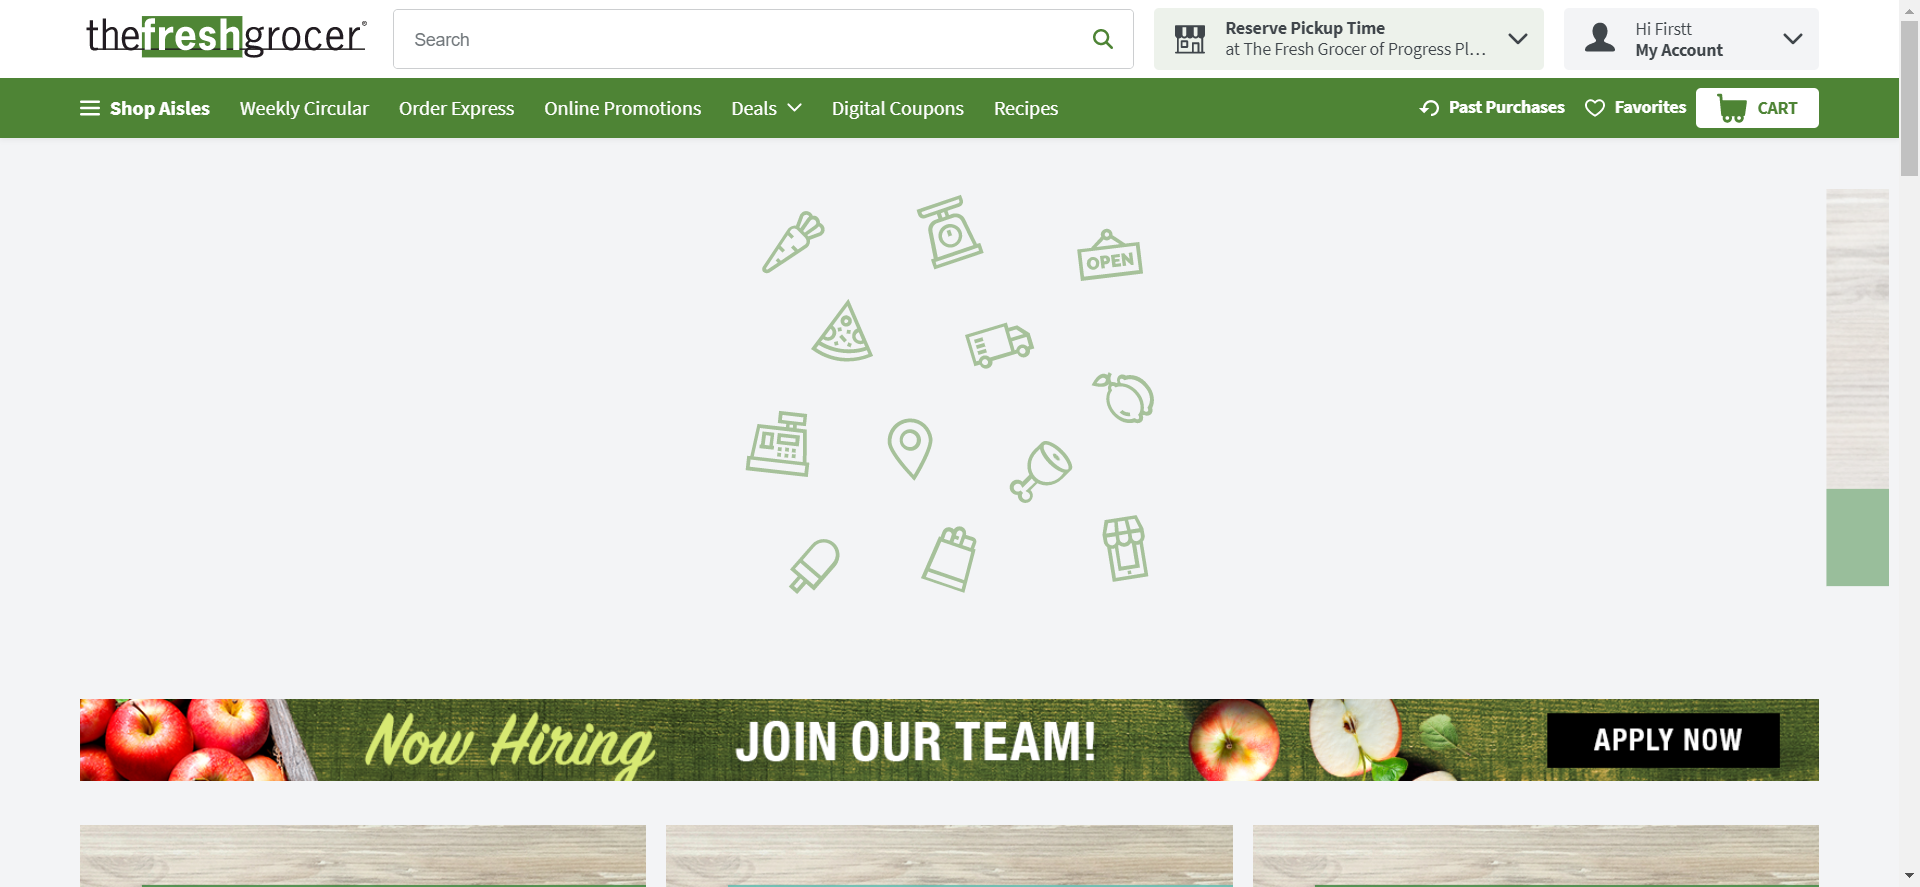 thefreshgrocer®
Search
Reserve Pickup Time
at The Fresh Grocer of Progress Pl...
Hi Firstt
My Account
Shop Aisles
Weekly Circular
Order Express
Online Promotions
Deals
Digital Coupons
Recipes
Past Purchases
Favorites
CART
OPEN
Now Hiring
JOIN OUR TEAM!
APPLY NOW